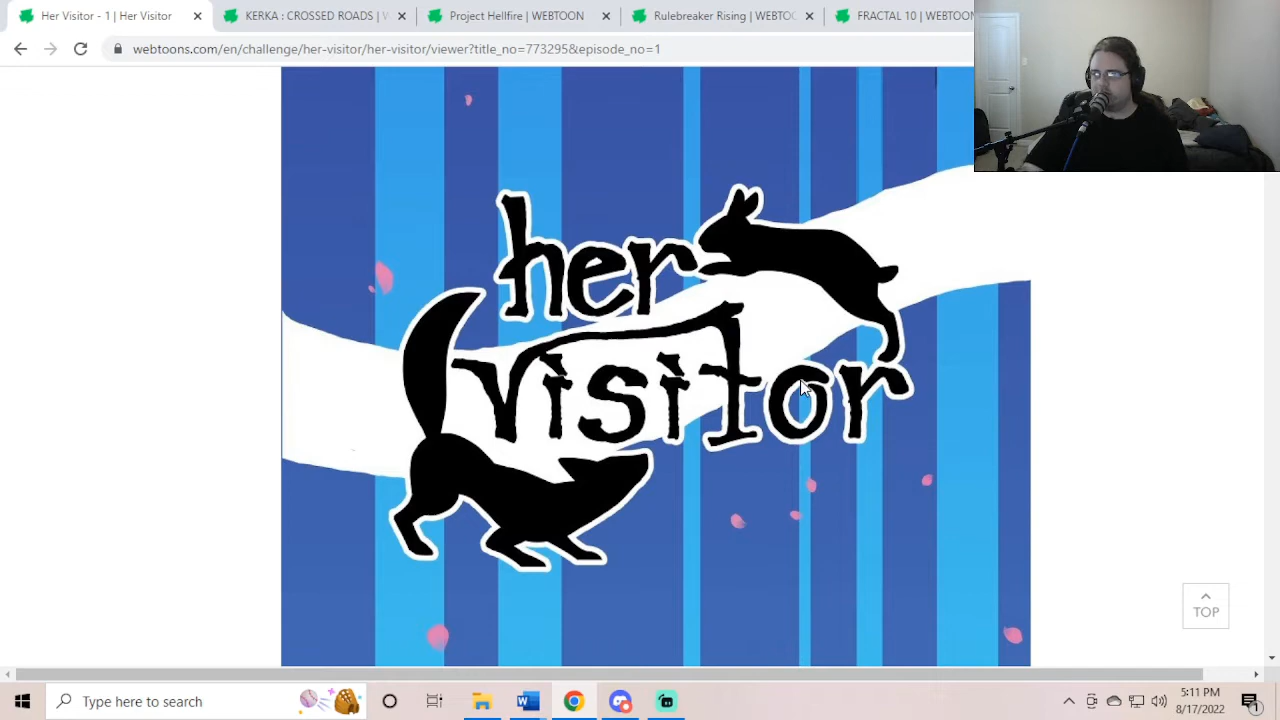 Her Visitor - 1 | Her Visitor
KERKA : CROSSED ROADS | W
Project Hellfire | WEBTOON
Rulebreaker Rising | WEBTOO
FRACTAL 10 | WEBTOON
webtoons.com/en/challenge/her-visitor/her-visitor/viewer?title_no=773295&episode_no=1
her
visitor
TOP
Type here to search
5:11 PM
8/17/2022
1